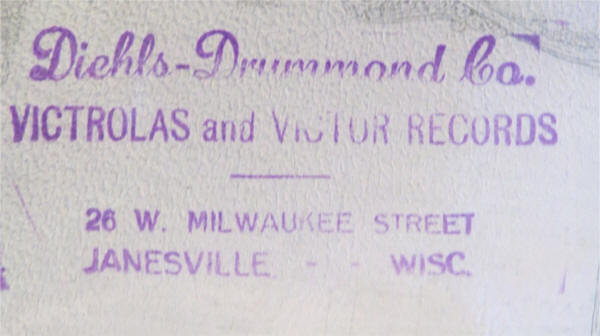 Diehls-Drummond Co.
VICTROLAS and VICTOR RECORDS
26 W. MILWAUKEE STREET
JANESVILLE - - WISC.